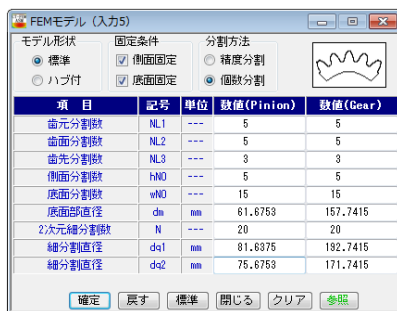 FEMモデル (入力5)
モデル形状 固定条件 分割方法
標準 側面固定 精度分割
ハブ付 底面固定 個数分割
項 目 記号 単位 数値(Pinion) 数値(Gear)
歯元分割数 NL1 --- 5 5
歯面分割数 NL2 --- 5 5
歯先分割数 NL3 --- 3 3
側面分割数 hNO --- 5 5
底面分割数 wNO --- 15 15
底面部直径 dm mm 61.6753 157.7415
2次元細分割数 N --- 20 20
細分割直径 dq1 mm 81.6375 192.7415
細分割直径 dq2 mm 75.6753 171.7415
確定 戻す 標準 閉じる クリア 参照